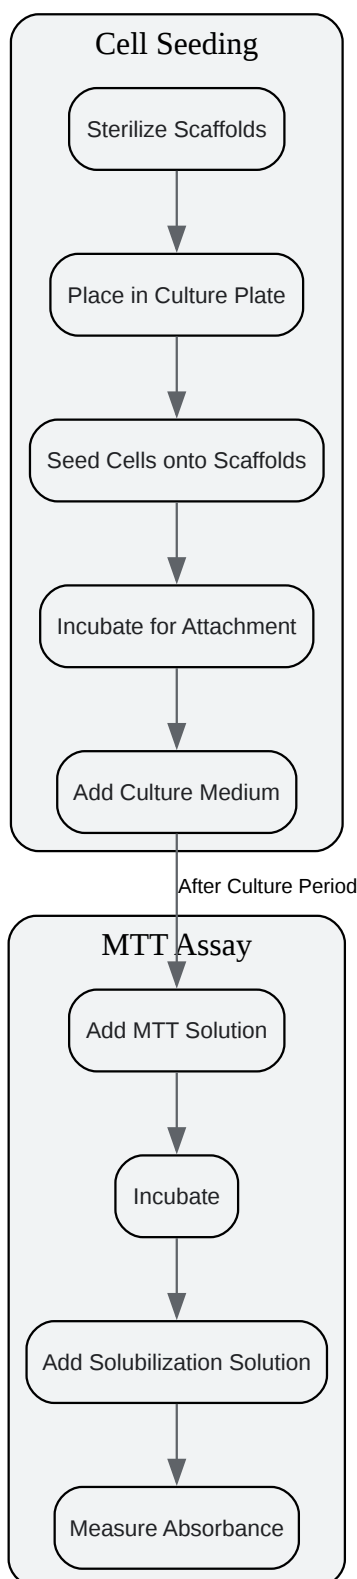 Cell Seeding
Sterilize Scaffolds
Place in Culture Plate
Seed Cells onto Scaffolds
Incubate for Attachment
Add Culture Medium
After Culture Period
MTT Assay
Add MTT Solution
Incubate
Add Solubilization Solution
Measure Absorbance